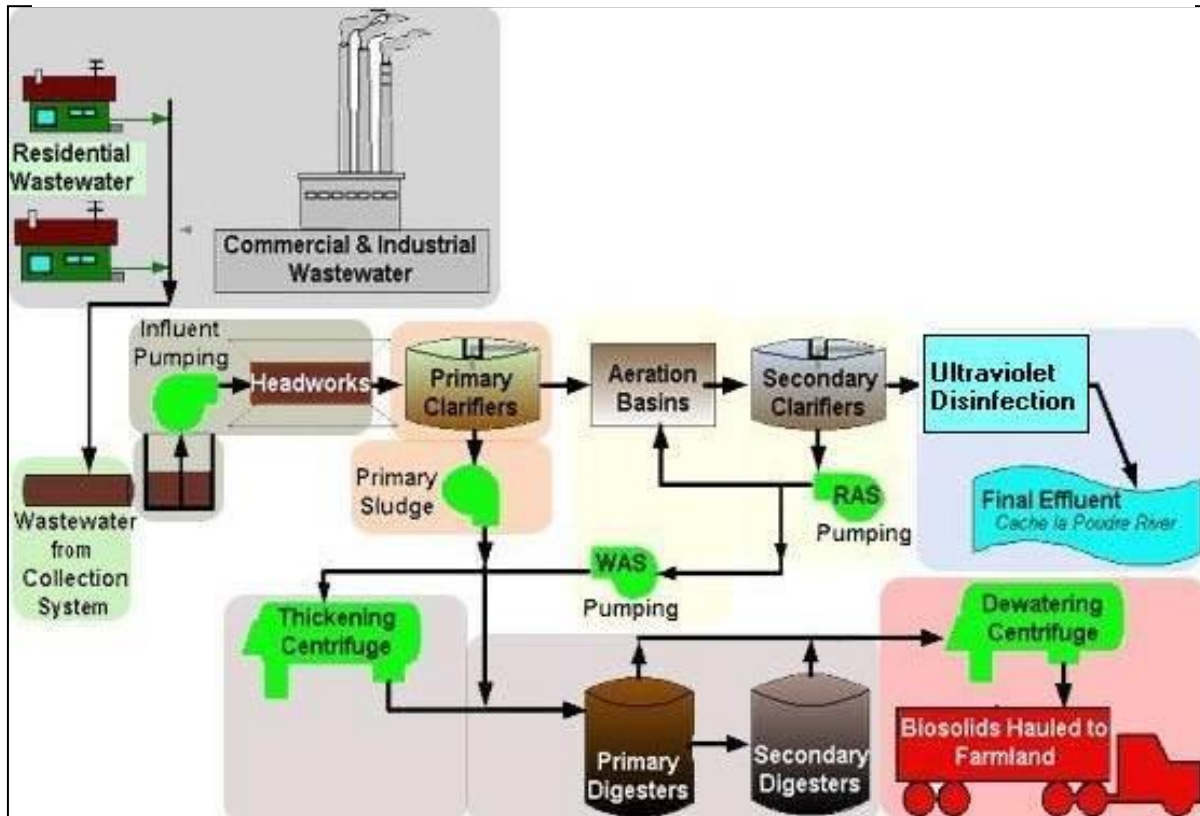 Residential
Wastewater
Commercial & Industrial
Wastewater
Influent
Pumping
Headworks
Primary
Clarifiers
Aeration
Basins
Secondary
Clarifiers
Ultraviolet
Disinfection
Wastewater
from
Collection
System
Primary
Sludge
RAS
Pumping
Final Effluent
Cache la Poudre River
WAS
Pumping
Thickening
Centrifuge
Dewatering
Centrifuge
Primary
Digesters
Secondary
Digesters
Biosolids Hauled to
Farmland